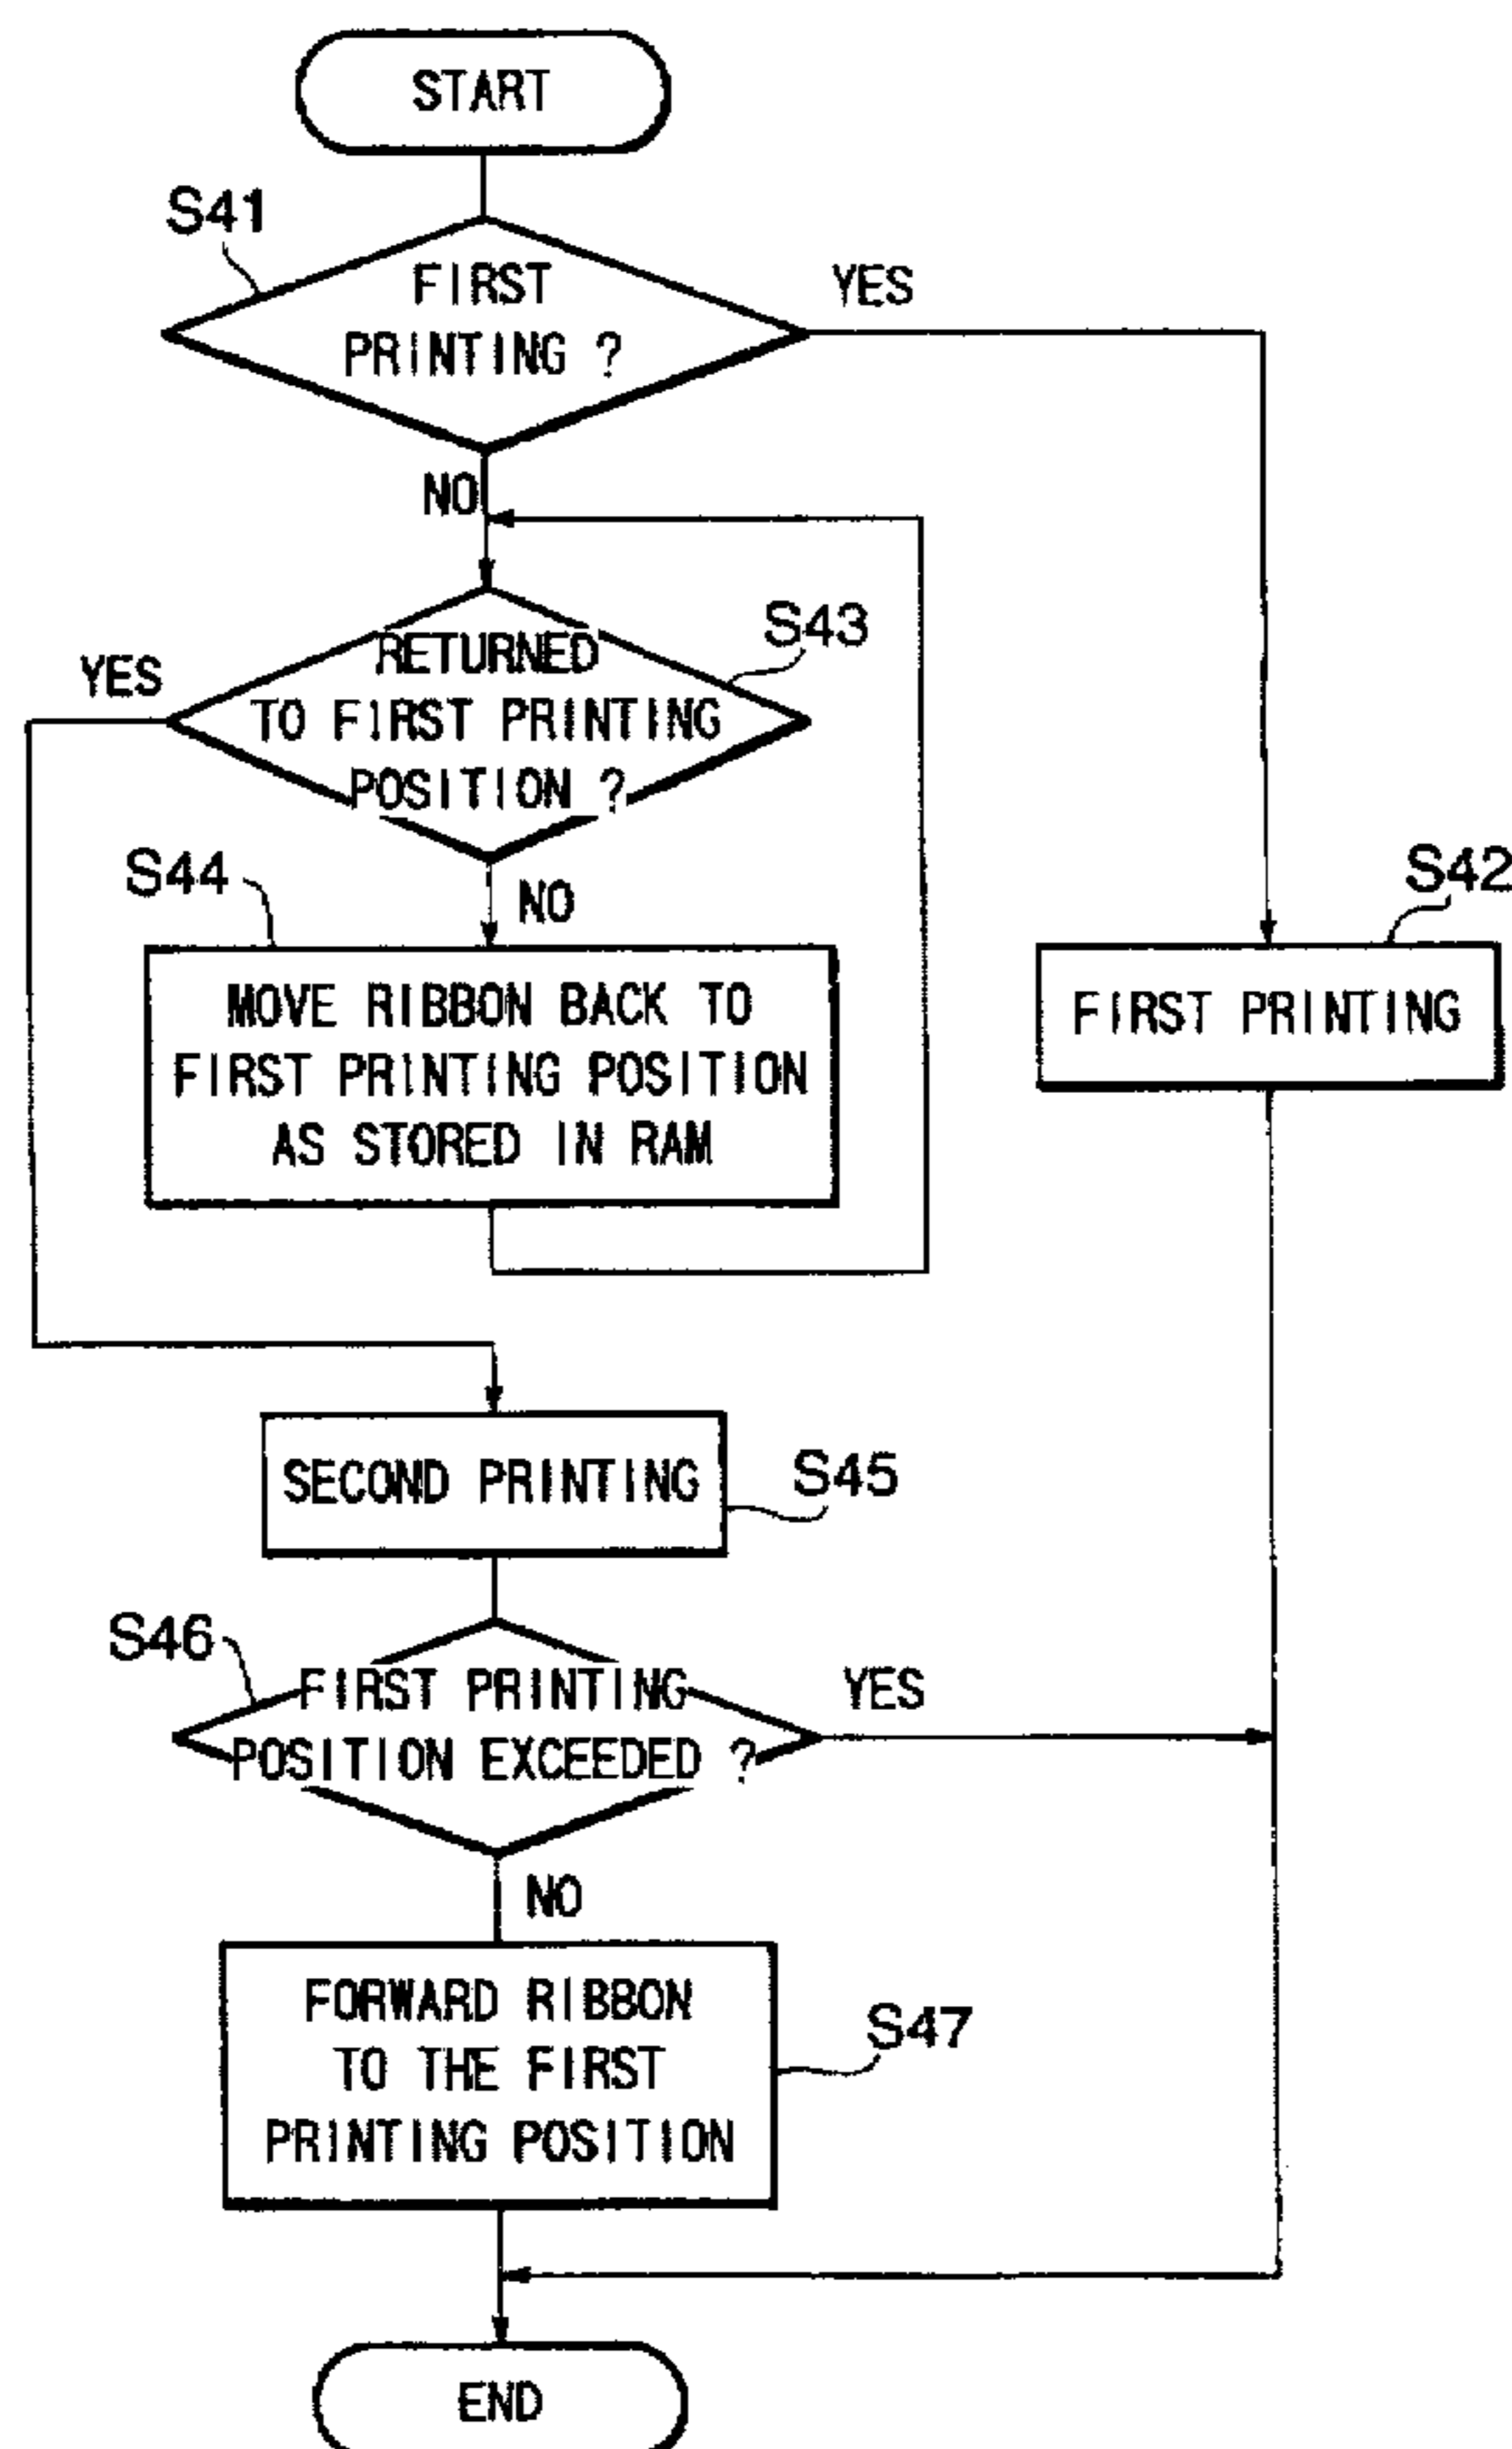 START
S41
FIRST
PRINTING ?
YES
NO
RETURNED
TO FIRST PRINTING
POSITION ?
S43
YES
S44
NO
MOVE RIBBON BACK TO
FIRST PRINTING POSITION
AS STORED IN RAM
S42
FIRST PRINTING
SECOND PRINTING
S45
S46
FIRST PRINTING
POSITION EXCEEDED ?
YES
NO
FORWARD RIBBON
TO THE FIRST
PRINTING POSITION
S47
END